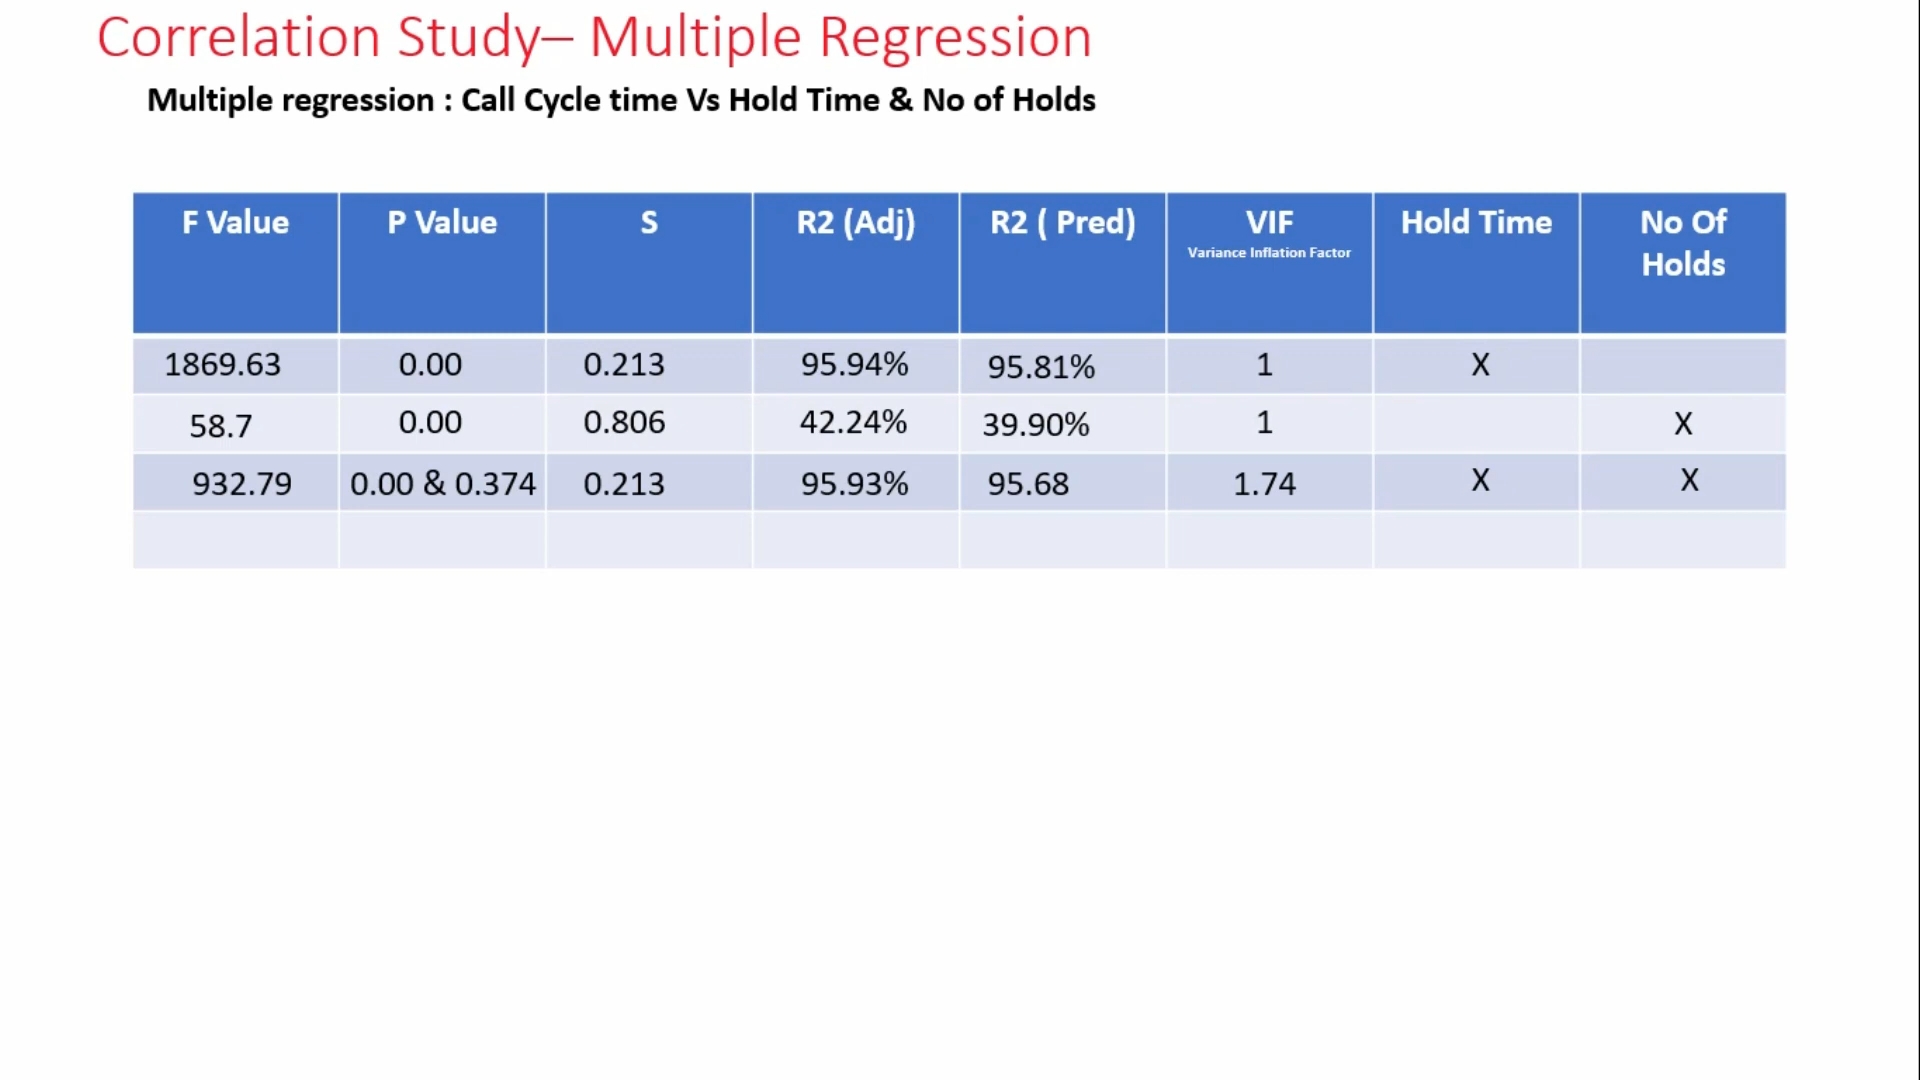 Correlation Study– Multiple Regression
Multiple regression : Call Cycle time Vs Hold Time & No of Holds
F Value P Value S R2 (Adj) R2 ( Pred) VIF Hold Time No Of
Variance Inflation Factor Holds
1869.63 0.00 0.213 95.94% 95.81% 1 X
58.7 0.00 0.806 42.24% 39.90% 1 X
932.79 0.00 & 0.374 0.213 95.93% 95.68 1.74 X X